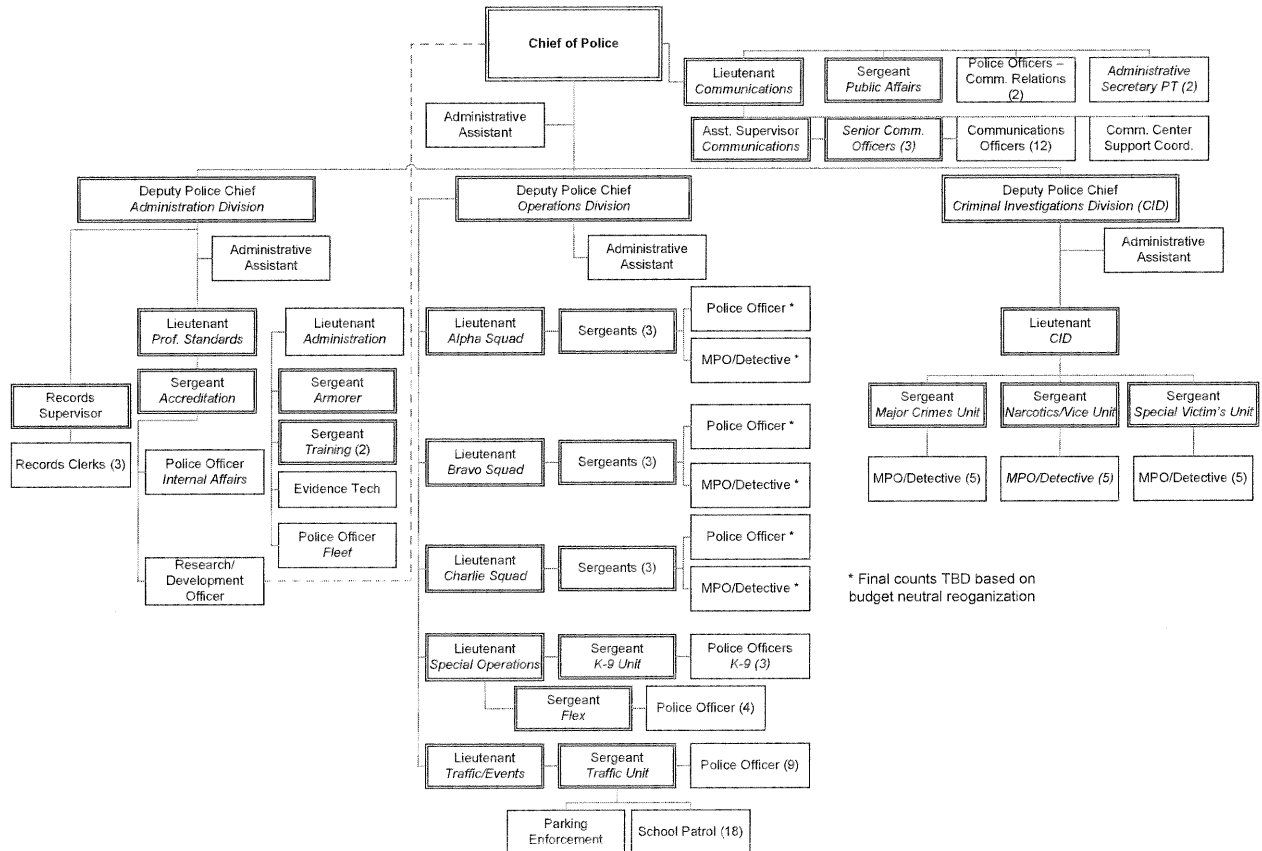 Chief of Police
Lieutenant
Communications
Sergeant
Public Affairs
Police Officers –
Comm. Relations
(2)
Administrative
Secretary PT (2)
Administrative
Assistant
Asst. Supervisor
Communications
Senior Comm.
Officers (3)
Communications
Officers (12)
Comm. Center
Support Coord.
Deputy Police Chief
Administration Division
Deputy Police Chief
Operations Division
Deputy Police Chief
Criminal Investigations Division (CID)
Administrative
Assistant
Administrative
Assistant
Administrative
Assistant
Lieutenant
Prof. Standards
Lieutenant
Administration
Sergeant
Accreditation
Sergeant
Armorer
Records
Supervisor
Sergeant
Training (2)
Records Clerks (3)
Police Officer
Internal Affairs
Evidence Tech
Police Officer
Fleet
Research/
Development
Officer
Lieutenant
Alpha Squad
Sergeants (3)
Police Officer *
MPO/Detective *
Lieutenant
Bravo Squad
Sergeants (3)
Police Officer *
MPO/Detective *
Lieutenant
Charlie Squad
Sergeants (3)
Police Officer *
MPO/Detective *
Lieutenant
Special Operations
Sergeant
K-9 Unit
Police Officers
K-9 (3)
Sergeant
Flex
Police Officer (4)
Lieutenant
Traffic/Events
Sergeant
Traffic Unit
Police Officer (9)
Parking
Enforcement
School Patrol (18)
Lieutenant
CID
Sergeant
Major Crimes Unit
Sergeant
Narcotics/Vice Unit
Sergeant
Special Victim's Unit
MPO/Detective (5)
MPO/Detective (5)
MPO/Detective (5)
* Final counts TBD based on
budget neutral reoganization